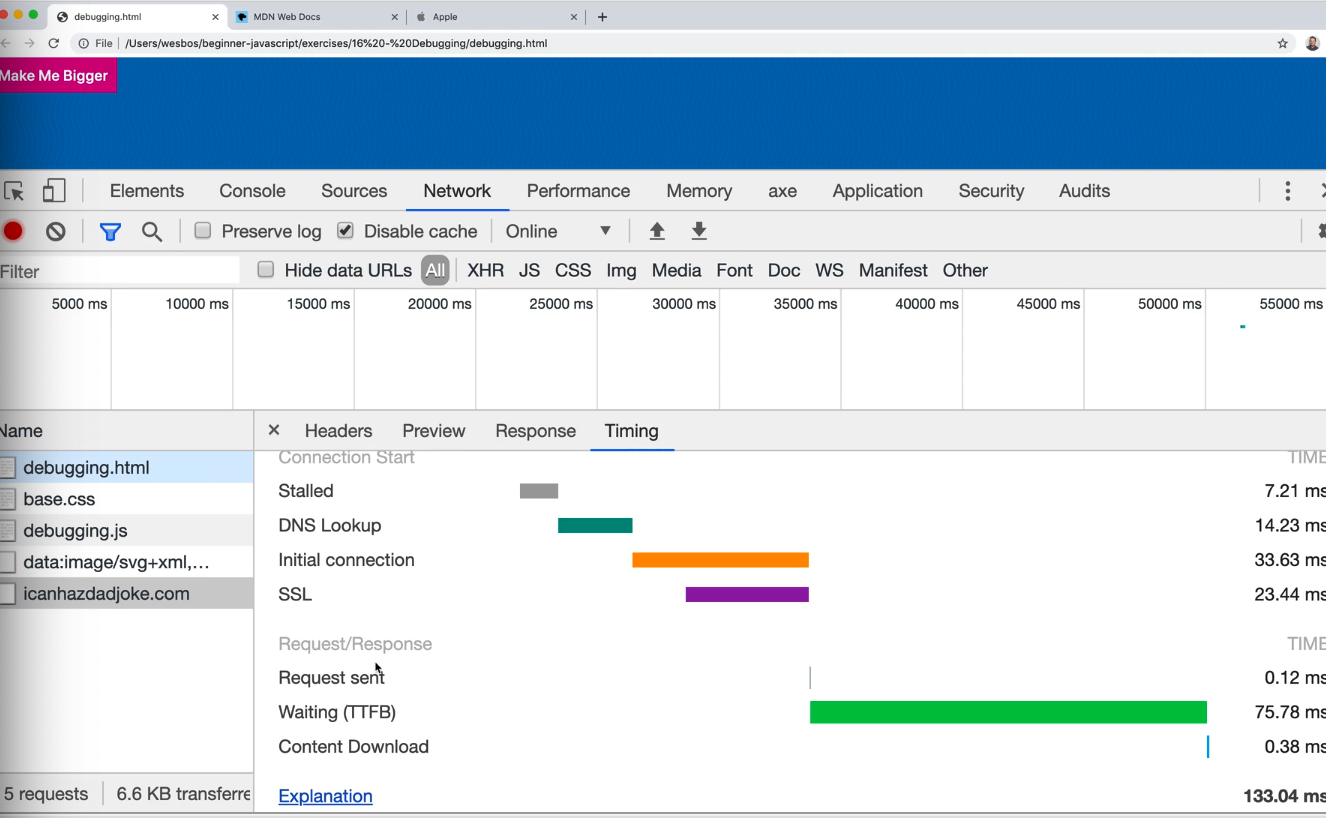 debugging.html MDN Web Docs Apple
File /Users/wesbos/beginner-javascript/exercises/16%20-%20Debugging/debugging.html
Make Me Bigger
Elements Console Sources Network Performance Memory axe Application Security Audits
Preserve log Disable cache Online
Filter Hide data URLs All XHR JS CSS Img Media Font Doc WS Manifest Other
5000 ms 10000 ms 15000 ms 20000 ms 25000 ms 30000 ms 35000 ms 40000 ms 45000 ms 50000 ms 55000 ms
Name Headers Preview Response Timing
Connection Start TIME
debugging.html
Stalled 7.21 ms
base.css
DNS Lookup 14.23 ms
debugging.js
Initial connection 33.63 ms
data:image/svg+xml,…
icanhazdadjoke.com
SSL 23.44 ms
Request/Response TIME
Request sent 0.12 ms
Waiting (TTFB) 75.78 ms
Content Download 0.38 ms
5 requests 6.6 KB transferre
Explanation 133.04 ms